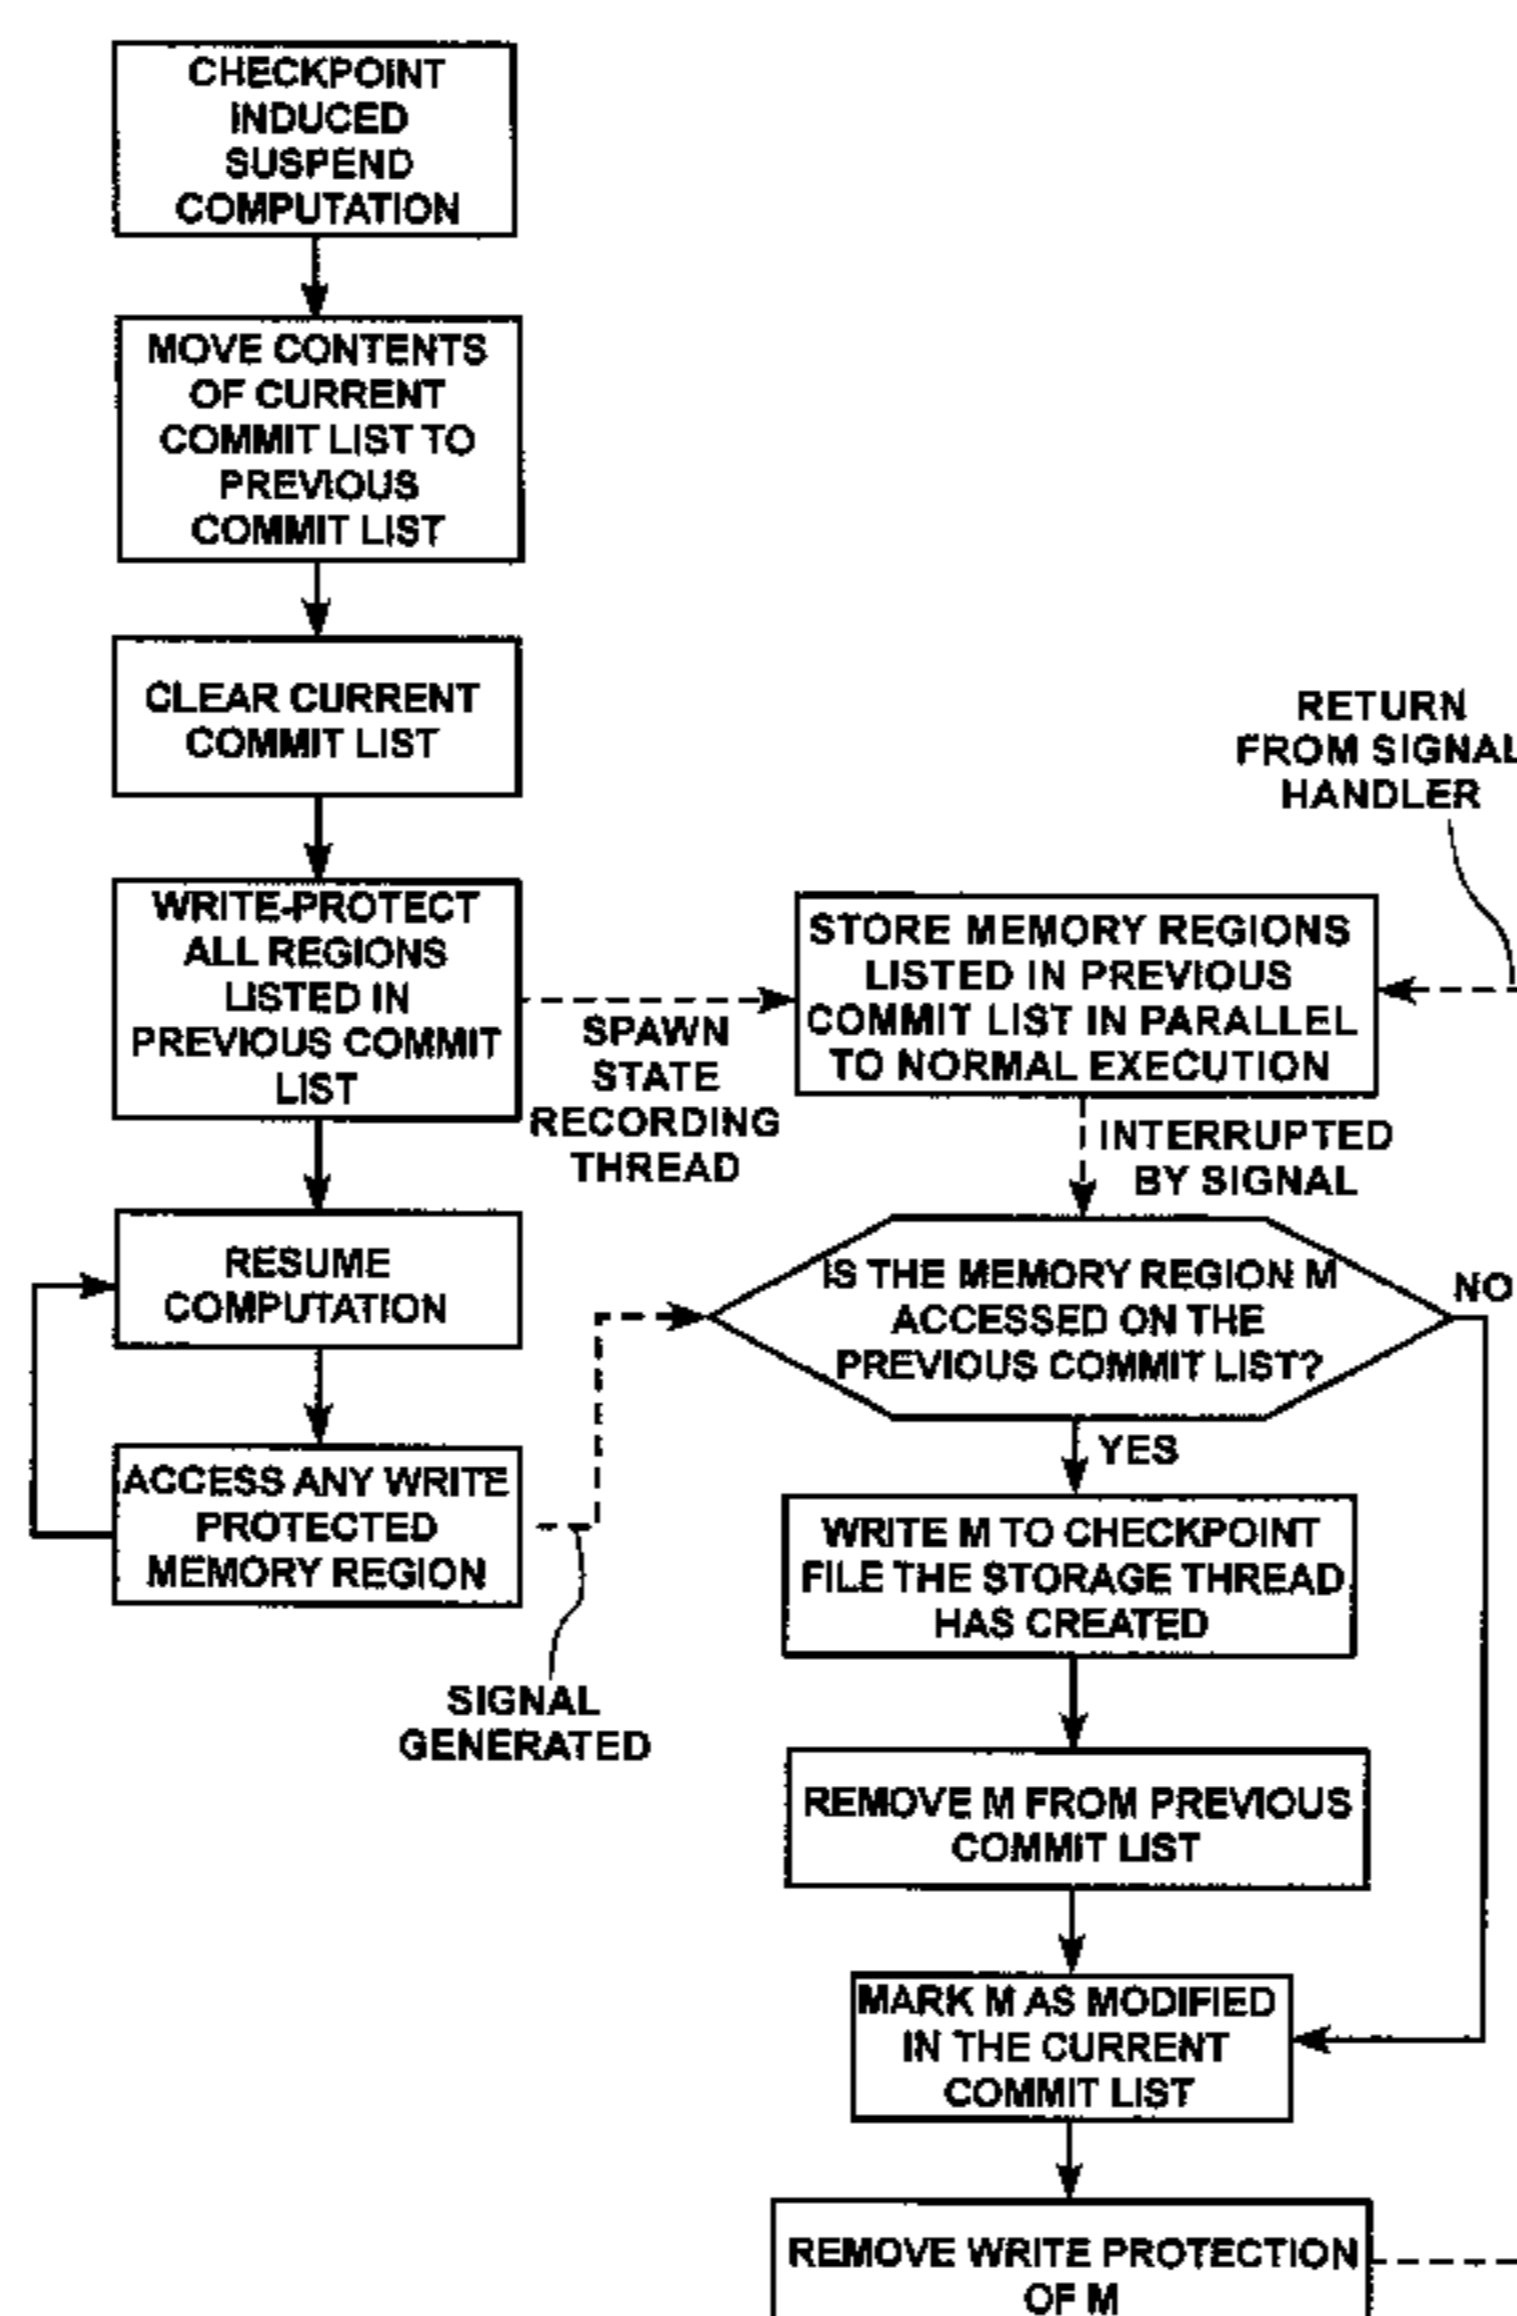 CHECKPOINT
INDUCED
SUSPEND
COMPUTATION
MOVE CONTENTS
OF CURRENT
COMMIT LIST TO
PREVIOUS
COMMIT LIST
CLEAR CURRENT
COMMIT LIST
WRITE-PROTECT
ALL REGIONS
LISTED IN
PREVIOUS COMMIT
LIST
SPAWN
STATE
RECORDING
THREAD
RESUME
COMPUTATION
ACCESS ANY WRITE
PROTECTED
MEMORY REGION
SIGNAL
GENERATED
RETURN
FROM SIGNAL
HANDLER
STORE MEMORY REGIONS
LISTED IN PREVIOUS
COMMIT LIST IN PARALLEL
TO NORMAL EXECUTION
INTERRUPTED
BY SIGNAL
IS THE MEMORY REGION M
ACCESSED ON THE
PREVIOUS COMMIT LIST?
NO
YES
WRITE M TO CHECKPOINT
FILE THE STORAGE THREAD
HAS CREATED
REMOVE M FROM PREVIOUS
COMMIT LIST
MARK M AS MODIFIED
IN THE CURRENT
COMMIT LIST
REMOVE WRITE PROTECTION
OF M